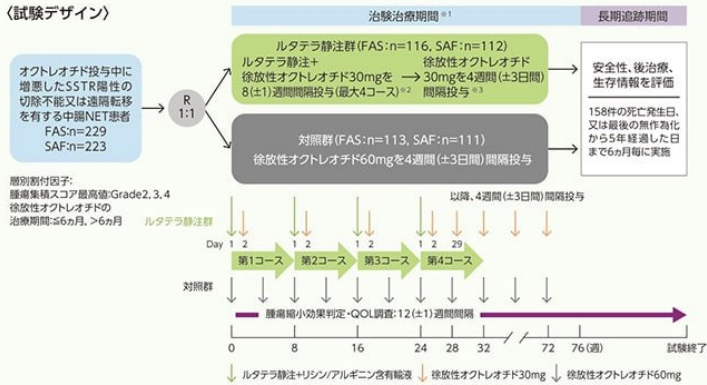 〈試験デザイン〉
治験治療期間※1
長期追跡期間
オクトレオチド投与中に
増悪したSSTR陽性の
切除不能又は遠隔転移
を有する中腸NET患者
FAS:n=229
SAF:n=223
R
1:1
ルタテラ静注群(FAS:n=116, SAF:n=112)
ルタテラ静注+
徐放性オクトレオチド30mgを
8(±1)週間間隔投与(最大4コース)※2
徐放性オクトレオチド
30mgを4週間(±3日間)
間隔投与※3
対照群(FAS:n=113, SAF:n=111)
徐放性オクトレオチド60mgを4週間(±3日間)間隔投与
安全性、後治療、
生存情報を評価
158件の死亡発生日、
又は最後の無作為化
から5年経過した日
まで6ヵ月毎に実施
層別割付因子:
腫瘍集積スコア最高値:Grade2, 3, 4
徐放性オクトレオチドの
治療期間:≦6ヵ月, >6ヵ月
以降、4週間(±3日間)間隔投与
ルタテラ静注群
Day 1 2 1 2 1 2 1 2 29
第1コース 第2コース 第3コース 第4コース
対照群
腫瘍縮小効果判定・QOL調査:12(±1)週間間隔
0 8 16 24 28 32 72 76(週) 試験終了
ルタテラ静注+リシン/アルギニン含有輸液 徐放性オクトレオチド30mg 徐放性オクトレオチド60mg